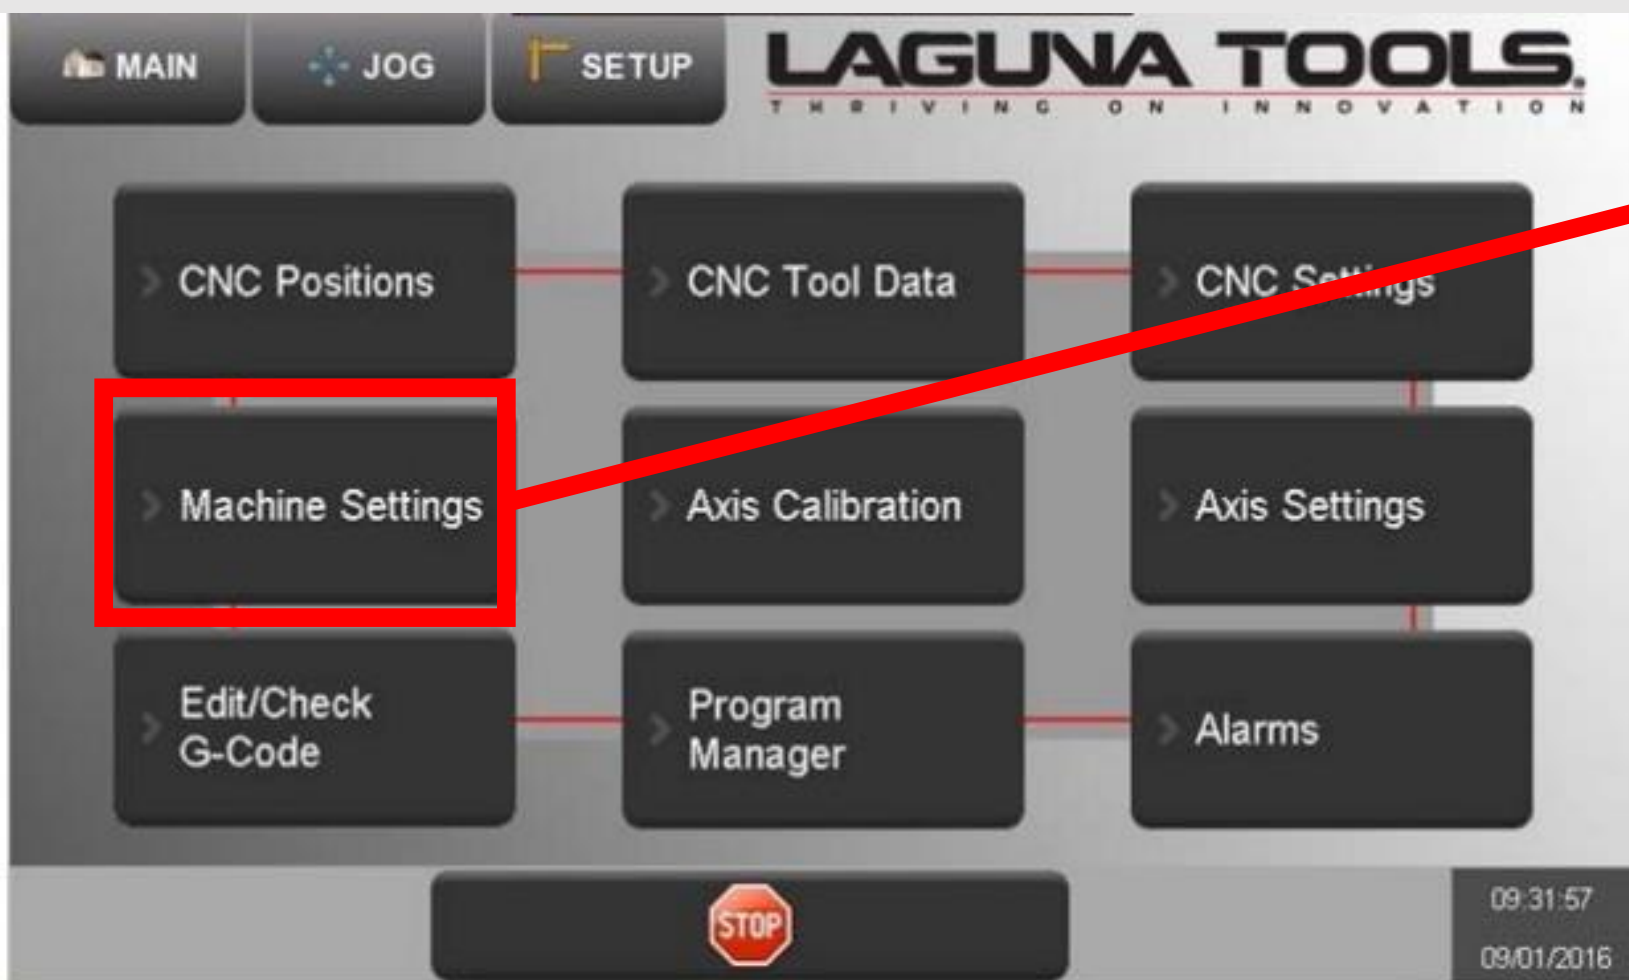 MAIN
JOG
SETUP
LAGUNA TOOLS.
THRIVING ON INNOVATION
CNC Positions
CNC Tool Data
CNC Settings
Machine Settings
Axis Calibration
Axis Settings
Edit/Check
G-Code
Program
Manager
Alarms
STOP
09:31:57
09/01/2016